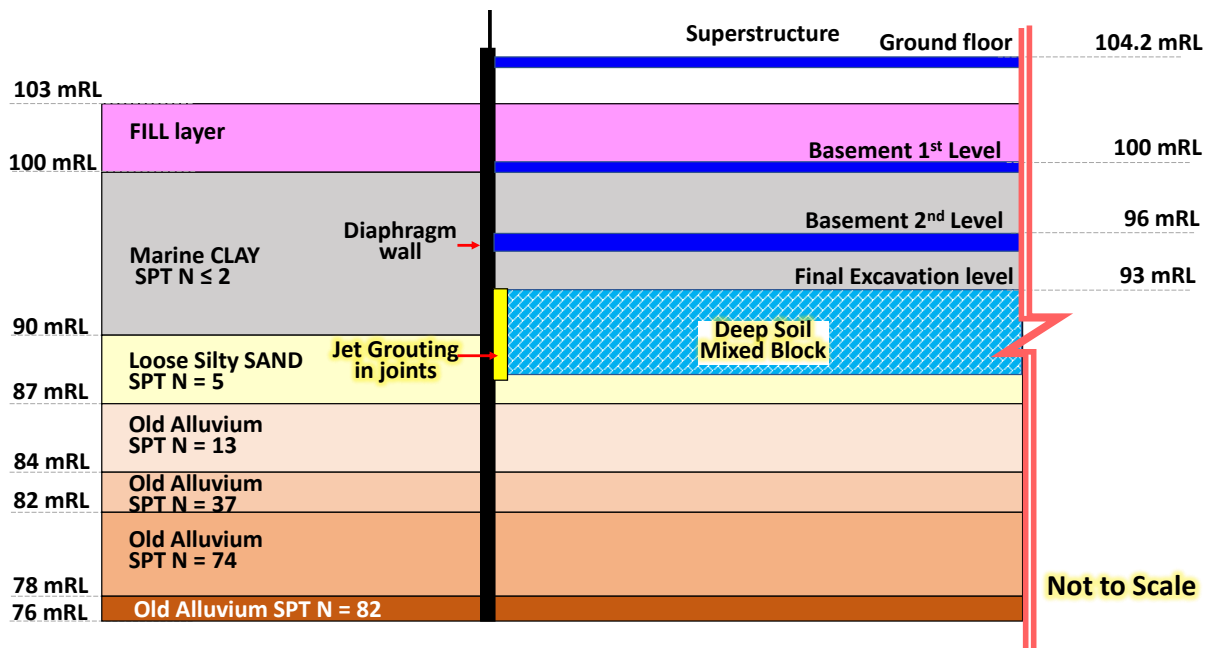 Superstructure
Ground floor
104.2 mRL
103 mRL
FILL layer
Basement 1st Level
100 mRL
100 mRL
Diaphragm
wall
Basement 2nd Level
96 mRL
Marine CLAY
SPT N ≤ 2
Final Excavation level
93 mRL
90 mRL
Jet Grouting
in joints
Deep Soil
Mixed Block
Loose Silty SAND
SPT N = 5
87 mRL
Old Alluvium
SPT N = 13
84 mRL
Old Alluvium
SPT N = 37
82 mRL
Old Alluvium
SPT N = 74
78 mRL
Old Alluvium SPT N = 82
76 mRL
Not to Scale